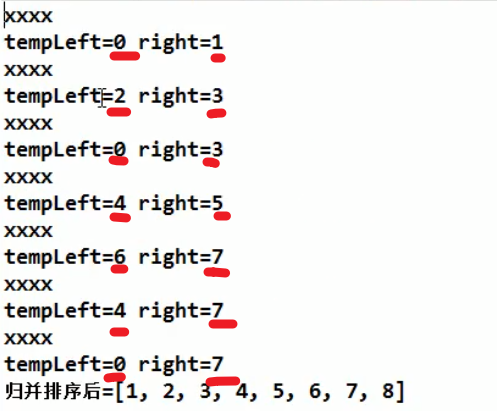 xxxx
tempLeft=0 right=1
xxxx
tempLeft=2 right=3
xxxx
tempLeft=0 right=3
xxxx
tempLeft=4 right=5
xxxx
tempLeft=6 right=7
xxxx
tempLeft=4 right=7
xxxx
tempLeft=0 right=7
归并排序后=[1, 2, 3, 4, 5, 6, 7, 8]